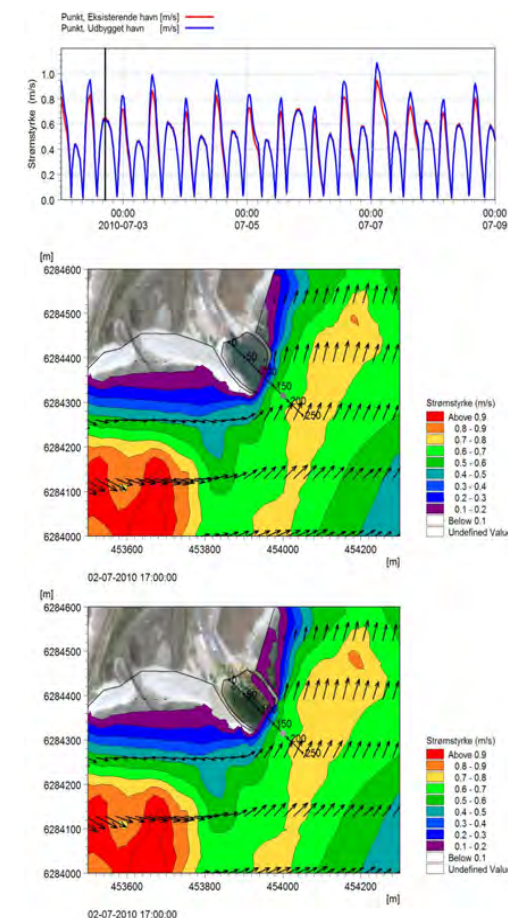 Punkt, Eksisterende havn [m/s]
Punkt, Udbygget havn [m/s]
Strømstyrke (m/s)
1.0
0.8
0.6
0.4
0.2
0.0
00:00 00:00 00:00 00:00
2010-07-03 07-05 07-07 07-09
[m]
6284600
6284500
6284400
6284300
6284200
6284100
6284000
0
50
150
200
250
453600 453800 454000 454200
[m]
02-07-2010 17:00:00
Strømstyrke (m/s)
Above 0.9
0.8 - 0.9
0.7 - 0.8
0.6 - 0.7
0.5 - 0.6
0.4 - 0.5
0.3 - 0.4
0.2 - 0.3
0.1 - 0.2
Below 0.1
Undefined Value
[m]
6284600
6284500
6284400
6284300
6284200
6284100
6284000
0
50
150
200
250
453600 453800 454000 454200
[m]
02-07-2010 17:00:00
Strømstyrke (m/s)
Above 0.9
0.8 - 0.9
0.7 - 0.8
0.6 - 0.7
0.5 - 0.6
0.4 - 0.5
0.3 - 0.4
0.2 - 0.3
0.1 - 0.2
Below 0.1
Undefined Value